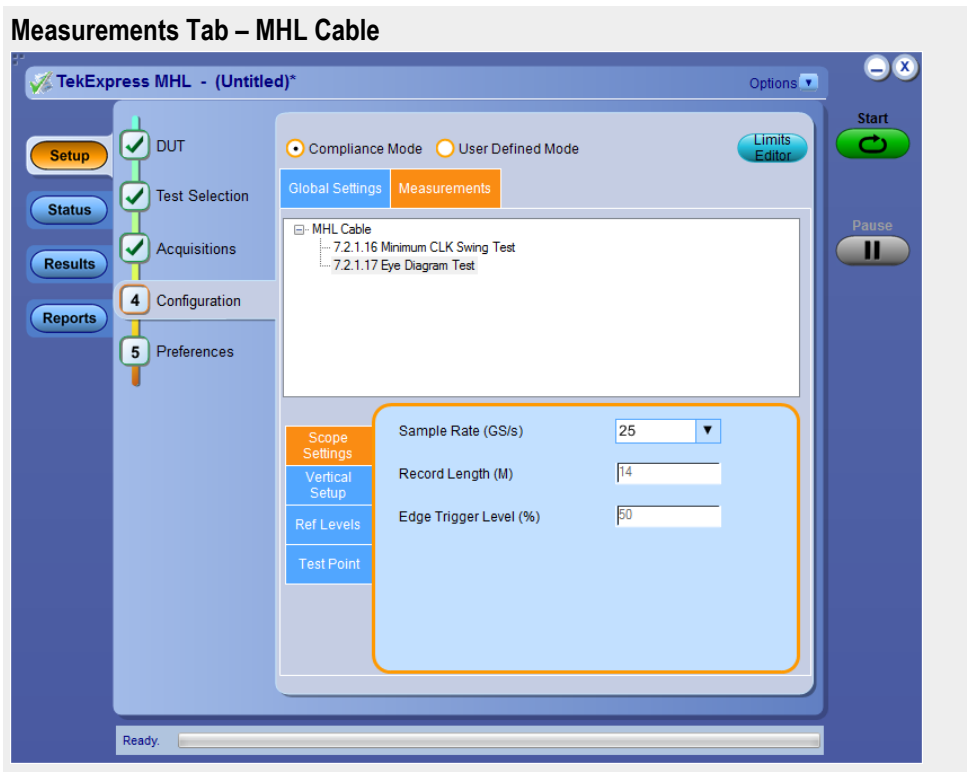 Measurements Tab – MHL Cable
TekExpress MHL - (Untitled)*
Options
X
Start
Setup
DUT
Compliance Mode
User Defined Mode
Limits
Editor
Global Settings
Measurements
Test Selection
Status
MHL Cable
7.2.1.16 Minimum CLK Swing Test
7.2.1.17 Eye Diagram Test
Pause
Acquisitions
Results
4
Configuration
Reports
5
Preferences
Scope
Settings
Sample Rate (GS/s)
25
Vertical
Setup
Record Length (M)
14
Ref Levels
Edge Trigger Level (%)
50
Test Point
Ready.